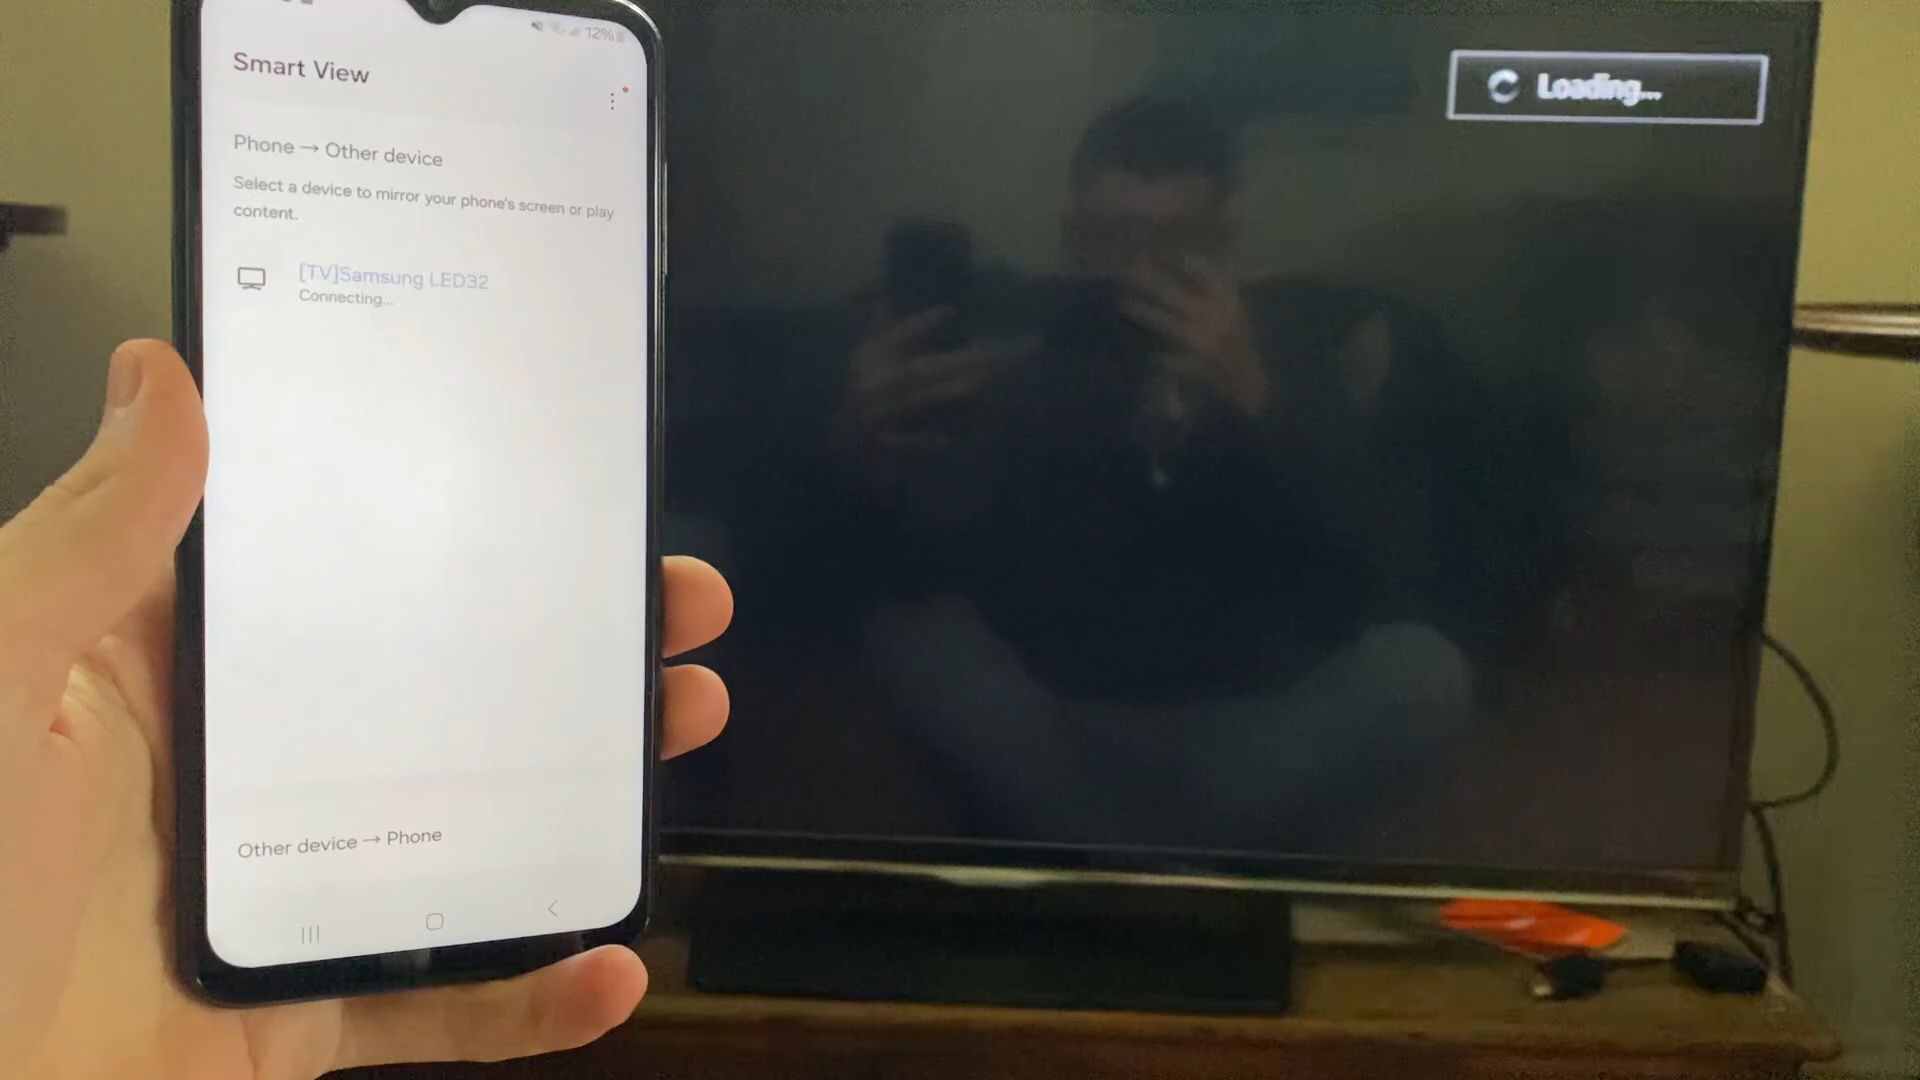 12%
Smart View
Phone → Other device
Select a device to mirror your phone's screen or play
content.
[TV]Samsung LED32
Connecting...
Other device → Phone
Loading...